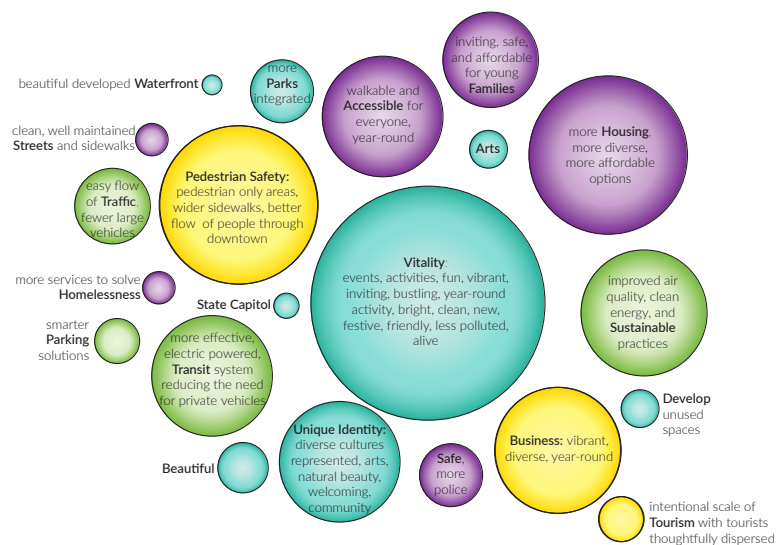 beautiful developed Waterfront
more
Parks
integrated
walkable and
Accessible for
everyone,
year-round
inviting, safe,
and affordable
for young
Families
clean, well maintained
Streets and sidewalks
Arts
more Housing.
more diverse,
more affordable
options
easy flow
of Traffic.
fewer large
vehicles
Pedestrian Safety:
pedestrian only areas,
wider sidewalks, better
flow of people through
downtown
Vitality:
events, activities, fun, vibrant,
inviting, bustling, year-round
activity, bright, clean, new,
festive, friendly, less polluted,
alive
more services to solve
Homelessness
State Capitol
improved air
quality, clean
energy, and
Sustainable
practices
smarter
Parking
solutions
more effective,
electric powered,
Transit system
reducing the need
for private vehicles
Develop
unused
spaces
Beautiful
Unique Identity:
diverse cultures
represented, arts,
natural beauty,
welcoming,
community
Safe,
more
police
Business: vibrant,
diverse, year-round
intentional scale of
Tourism with tourists
thoughtfully dispersed